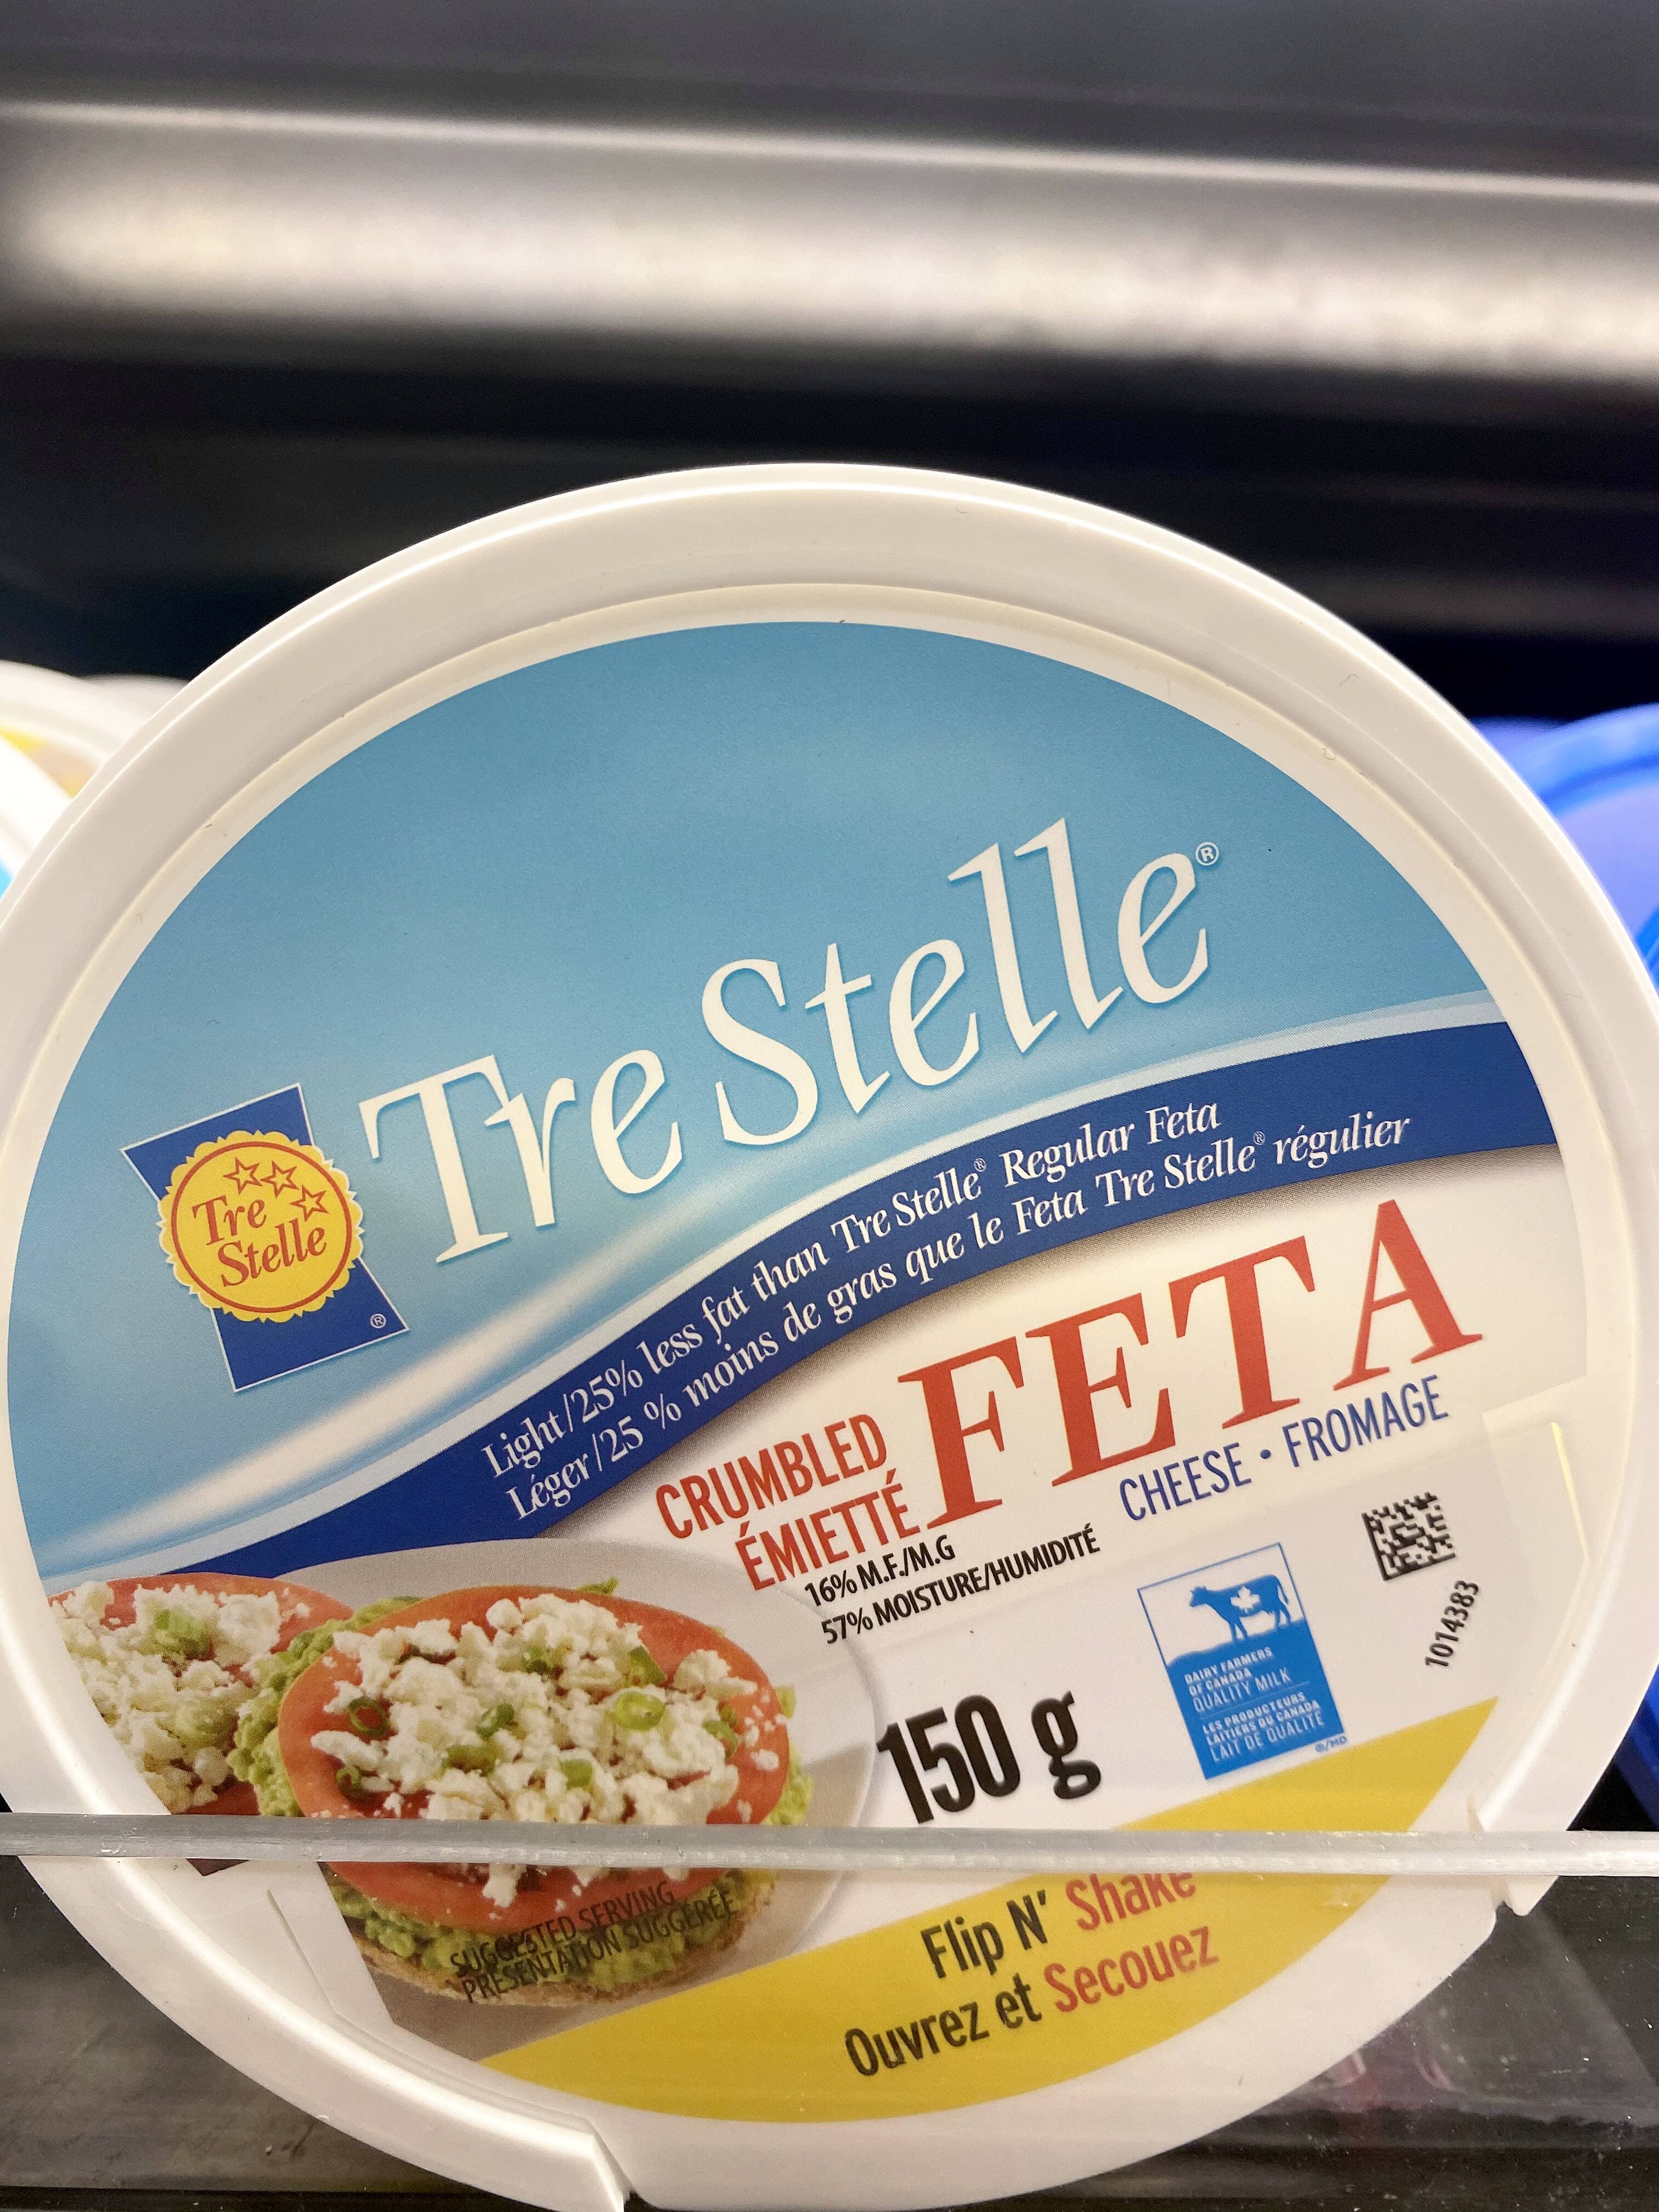 Tre Stelle®
Tre
Stelle
®
Light/25% less fat than Tre Stelle® Regular Feta
Léger/25 % moins de gras que le Feta Tre Stelle® régulier
CRUMBLED
ÉMIETTÉ
FETA
CHEESE • FROMAGE
16% M.F./M.G
57% MOISTURE/HUMIDITÉ
150 g
DAIRY FARMERS
OF CANADA
QUALITY MILK
LES PRODUCTEURS
LAITIERS DU CANADA
LAIT DE QUALITÉ
®/MD
1014383
SUGGESTED SERVING
PRÉSENTATION SUGGÉRÉE
Flip N' Shake
Ouvrez et Secouez